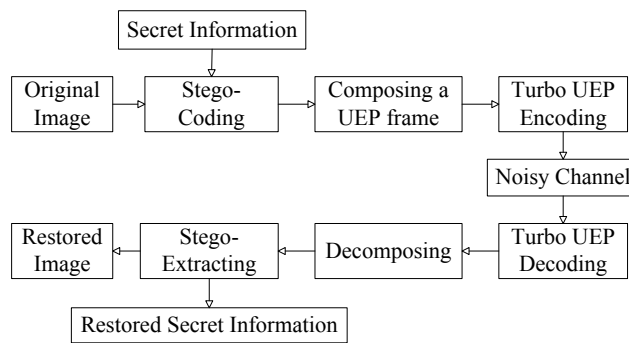 Secret Information
Original
Image
Stego-
Coding
Composing a
UEP frame
Turbo UEP
Encoding
Noisy Channel
Restored
Image
Stego-
Extracting
Decomposing
Turbo UEP
Decoding
Restored Secret Information